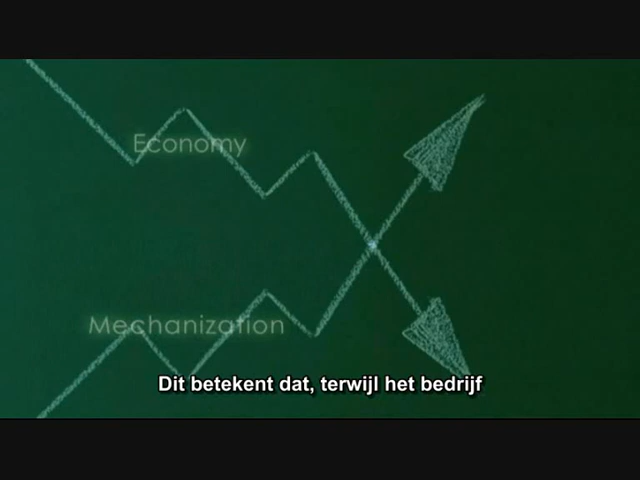 Economy
Mechanization
Dit betekent dat, terwijl het bedrijf